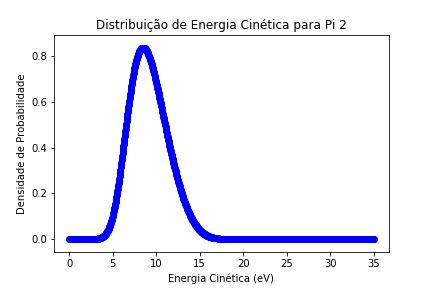 Distribuição de Energia Cinética para Pi 2
Densidade de Probabilidade
0.8
0.6
0.4
0.2
0.0
0 5 10 15 20 25 30 35
Energia Cinética (eV)